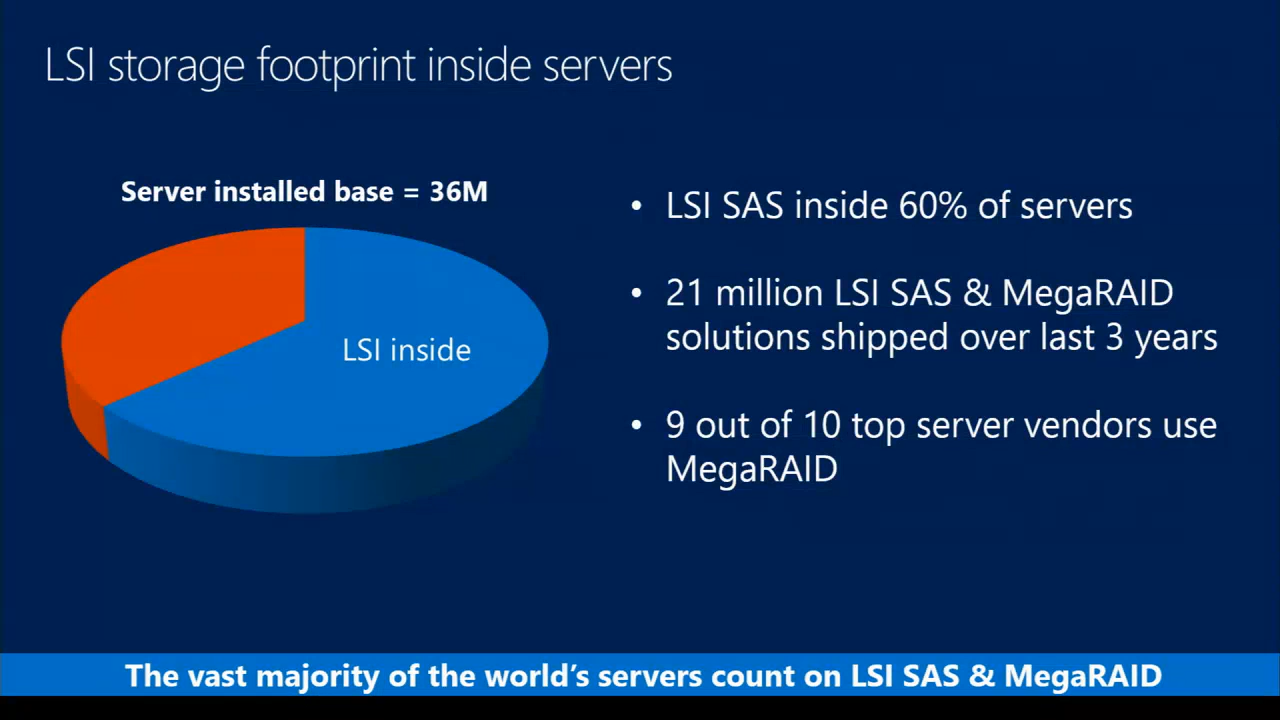 LSI storage footprint inside servers
Server installed base = 36M
LSI inside
• LSI SAS inside 60% of servers
• 21 million LSI SAS & MegaRAID
solutions shipped over last 3 years
• 9 out of 10 top server vendors use
MegaRAID
The vast majority of the world’s servers count on LSI SAS & MegaRAID